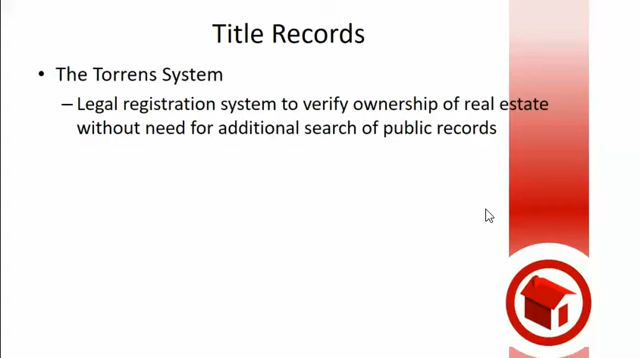 Title Records
• The Torrens System
– Legal registration system to verify ownership of real estate
without need for additional search of public records